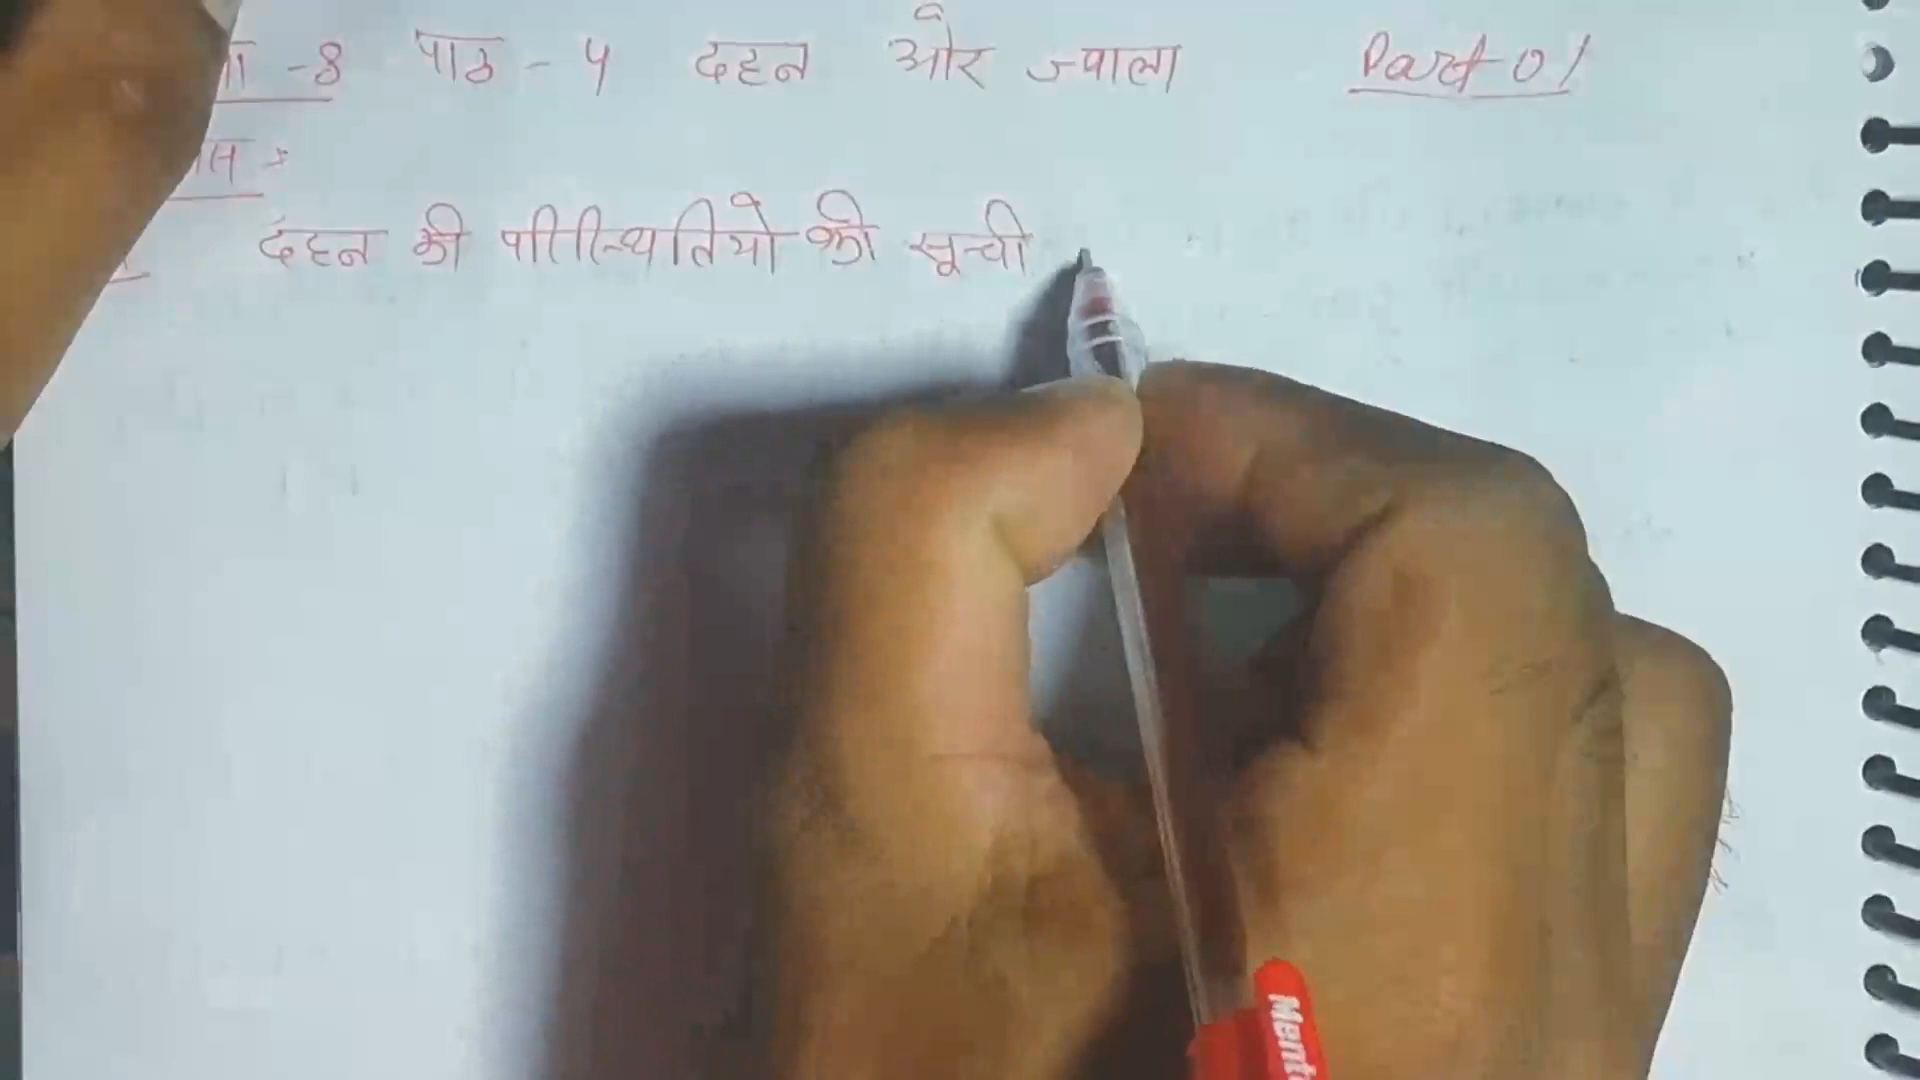 -8 पाठ - 4 दहन और ज्वाला Part 01
दहन की परिस्थितियो की सूची